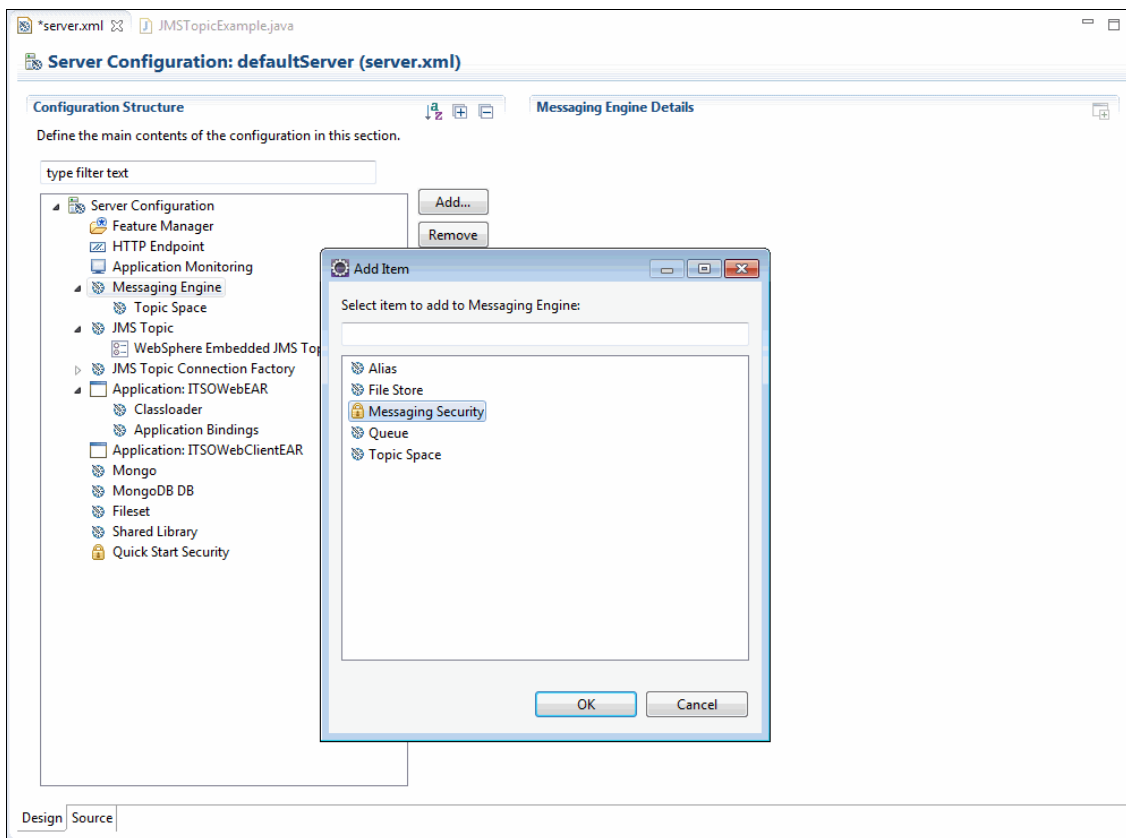 *server.xml
JMSTopicExample.java
Server Configuration: defaultServer (server.xml)
Configuration Structure
Messaging Engine Details
Define the main contents of the configuration in this section.
type filter text
Add...
Remove
Server Configuration
Feature Manager
HTTP Endpoint
Application Monitoring
Messaging Engine
Topic Space
JMS Topic
WebSphere Embedded JMS Top
JMS Topic Connection Factory
Application: ITSOWebEAR
Classloader
Application Bindings
Application: ITSOWebClientEAR
Mongo
MongoDB DB
Fileset
Shared Library
Quick Start Security
Add Item
Select item to add to Messaging Engine:
Alias
File Store
Messaging Security
Queue
Topic Space
OK
Cancel
Design
Source